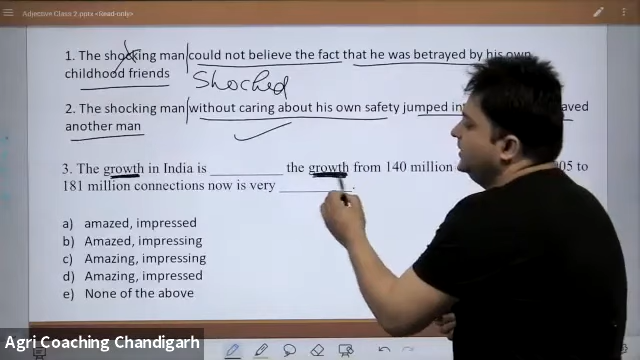 Adjective Class 2.pptx <Read-only>
1. The shocking man could not believe the fact that he was betrayed by his own
childhood friends
Shocked
2. The shocking man without caring about his own safety jumped in
another man
3. The growth in India is ________ the growth from 140 million
181 million connections now is very ________.
a) amazed, impressed
b) Amazed, impressing
c) Amazing, impressing
d) Amazing, impressed
e) None of the above
Agri Coaching Chandigarh